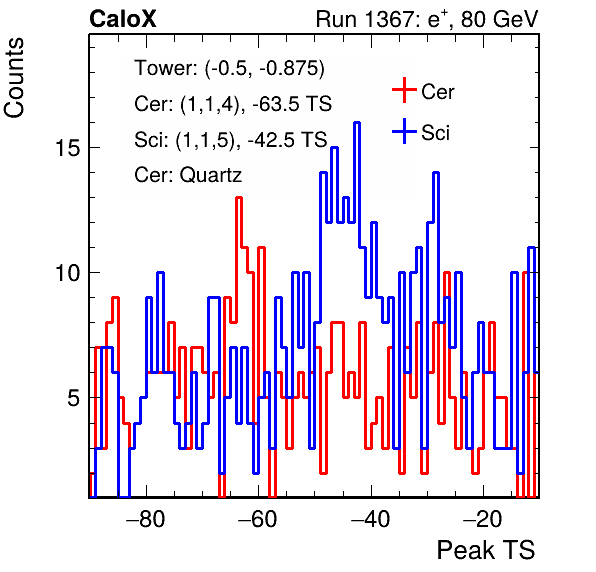 CaloX Run 1367: e⁺, 80 GeV
Counts
Tower: (-0.5, -0.875)
Cer: (1,1,4), -63.5 TS
Sci: (1,1,5), -42.5 TS
Cer: Quartz
Cer
Sci
15
10
5
−80 −60 −40 −20
Peak TS